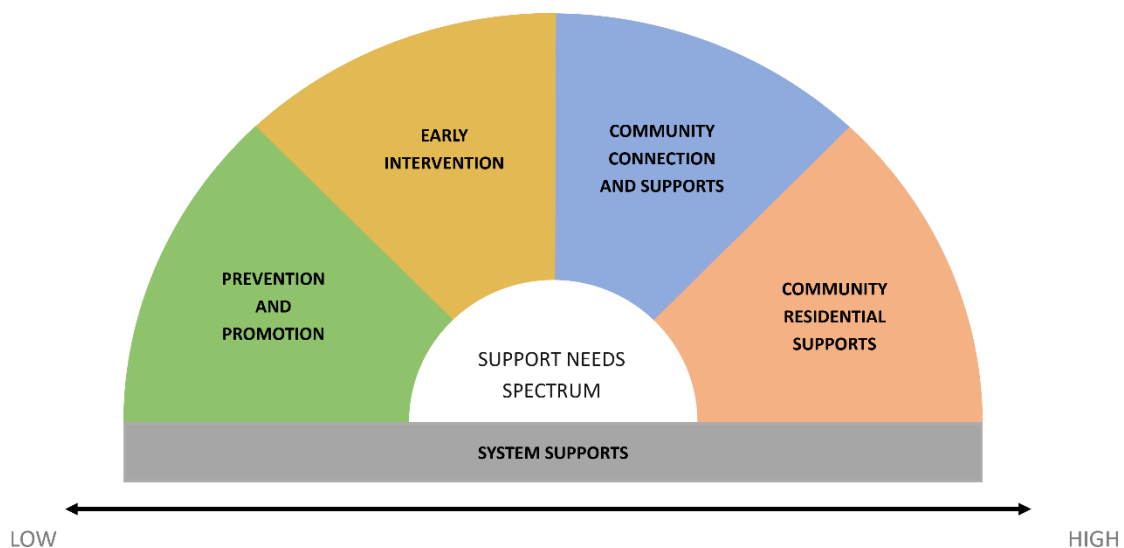 EARLY
INTERVENTION
COMMUNITY
CONNECTION
AND SUPPORTS
PREVENTION
AND
PROMOTION
COMMUNITY
RESIDENTIAL
SUPPORTS
SUPPORT NEEDS
SPECTRUM
SYSTEM SUPPORTS
LOW
HIGH